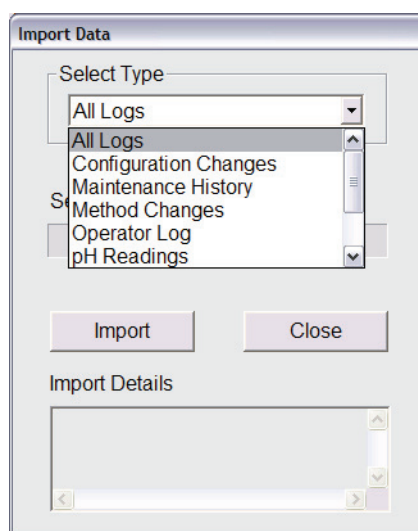 Import Data
Select Type
All Logs
All Logs
Configuration Changes
Maintenance History
Method Changes
Operator Log
pH Readings
Import
Close
Import Details